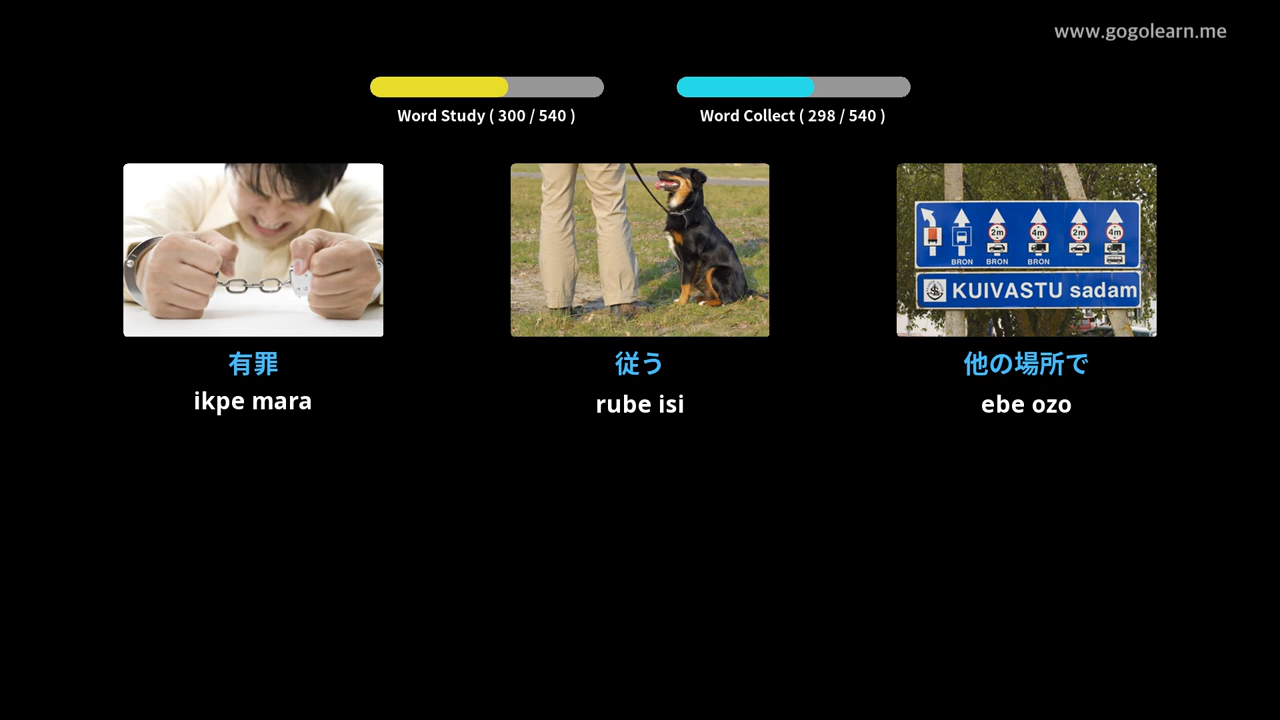 www.gogolearn.me
Word Study ( 300 / 540 )
Word Collect ( 298 / 540 )
BRON
BRON
BRON
2m
4m
2m
4m
KUIVASTU sadam
有罪
従う
他の場所で
ikpe mara
rube isi
ebe ozo